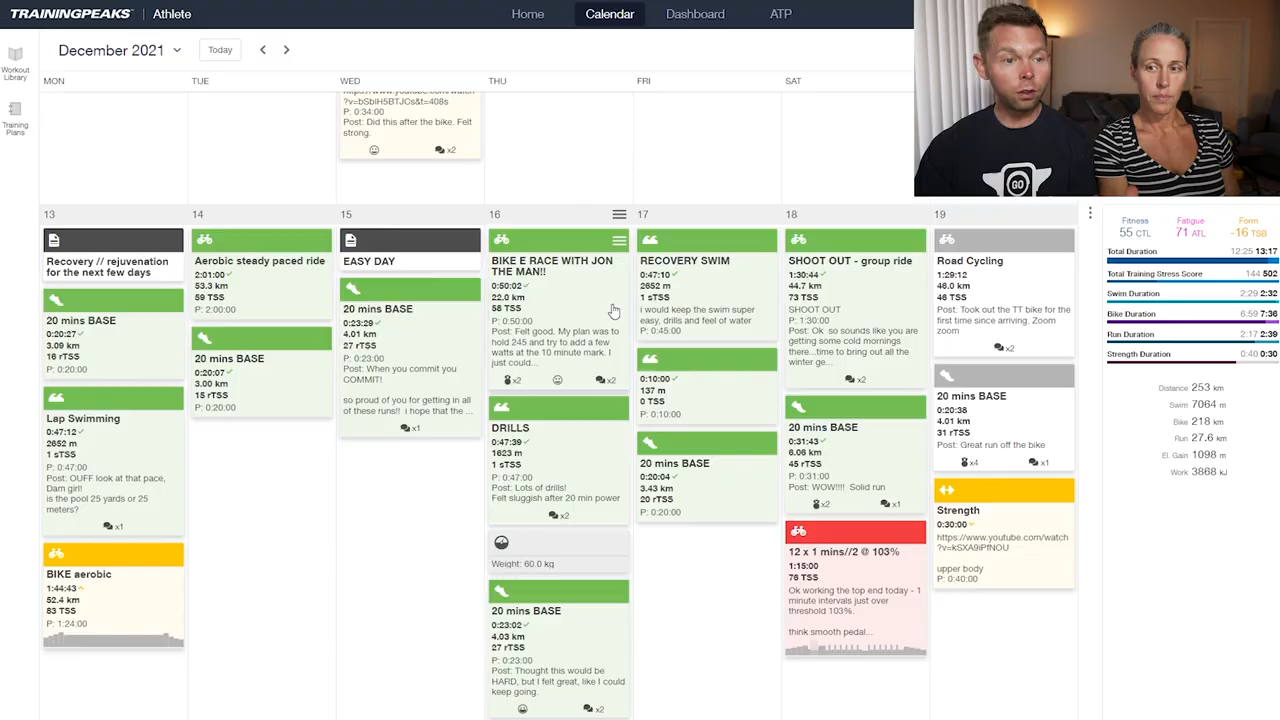 TRAININGPEAKS Athlete
Home Calendar Dashboard ATP
Workout Library
Training Plans
December 2021 Today
MON TUE WED THU FRI SAT
https://www.youtube.com/watch
?v=bSblH5BTJCs&t=408s
P: 0:34:00
Post: Did this after the bike. Felt
strong.
x2
13
Recovery // rejuvenation
for the next few days
20 mins BASE
0:20:27
3.09 km
16 rTSS
P: 0:20:00
Lap Swimming
0:47:12
2652 m
1 sTSS
P: 0:47:00
Post: OUFF look at that pace,
Dam girl!
is the pool 25 yards or 25
meters?
x1
BIKE aerobic
1:44:43
52.4 km
83 TSS
P: 1:24:00
14
Aerobic steady paced ride
2:01:00
53.3 km
59 TSS
P: 2:00:00
20 mins BASE
0:20:07
3.00 km
15 rTSS
P: 0:20:00
15
EASY DAY
20 mins BASE
0:23:29
4.01 km
27 rTSS
P: 0:23:00
Post: When you commit you
COMMIT!
so proud of you for getting in all
of these runs!! i hope that the ...
x1
16
BIKE E RACE WITH JON
THE MAN!!
0:50:02
22.0 km
58 TSS
P: 0:50:00
Post: Felt good. My plan was to
hold 245 and try to add a few
watts at the 10 minute mark. I
just could...
x2 x2
DRILLS
0:47:39
1623 m
1 sTSS
P: 0:47:00
Post: Lots of drills!
Felt sluggish after 20 min power
x2
Weight: 60.0 kg
20 mins BASE
0:23:02
4.03 km
27 rTSS
P: 0:23:00
Post: Thought this would be
HARD, but I felt great, like I could
keep going.
x2
17
RECOVERY SWIM
0:47:10
2652 m
1 sTSS
i would keep the swim super
easy, drills and feel of water
P: 0:45:00
0:10:00
137 m
0 TSS
P: 0:10:00
20 mins BASE
0:20:04
3.43 km
20 rTSS
P: 0:20:00
18
SHOOT OUT - group ride
1:30:44
44.7 km
73 TSS
SHOOT OUT
P: 1:30:00
Post: Ok so sounds like you are
getting some cold mornings
there...time to bring out all the
winter ge...
x2
20 mins BASE
0:31:43
6.06 km
45 rTSS
P: 0:31:00
Post: WOW!!!! Solid run
x2 x1
12 x 1 mins//2 @ 103%
1:15:00
76 TSS
Ok working the top end today - 1
minute intervals just over
threshold 103%.
think smooth pedal...
19
Road Cycling
1:29:12
46.0 km
46 TSS
Post: Took out the TT bike for the
first time since arriving. Zoom
zoom
x2
20 mins BASE
0:20:38
4.01 km
31 rTSS
Post: Great run off the bike
x4 x1
Strength
0:30:00
https://www.youtube.com/watch
?v=kSXA9iPfNOU
upper body
P: 0:40:00
Fitness Fatigue Form
55 CTL 71 ATL -16 TSB
Total Duration 12:25 13:17
Total Training Stress Score 144 502
Swim Duration 2:29 2:32
Bike Duration 6:59 7:36
Run Duration 2:17 2:39
Strength Duration 0:40 0:30
Distance 253 km
Swim 7064 m
Bike 218 km
Run 27.6 km
El. Gain 1098 m
Work 3868 kJ
GO